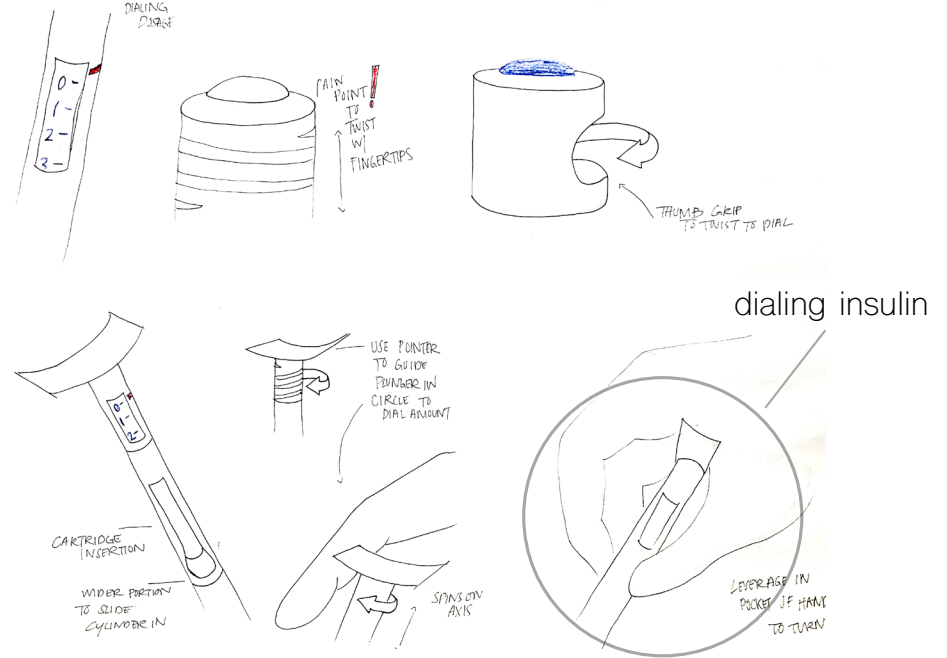 DIALING
DOSAGE
0-
1-
2-
3-
PAIN
POINT
TO
TWIST
W/
FINGERTIPS
!
THUMB GRIP
TO TWIST TO DIAL
dialing insulin
0-
1-
2-
USE POINTER
TO GUIDE
PLUNGER IN
CIRCLE TO
DIAL AMOUNT
CARTRIDGE
INSERTION
WIDER PORTION
TO SLIDE
CYLINDER IN
SPINS ON
AXIS
LEVERAGE IN
POCKET OF HAND
TO TURN